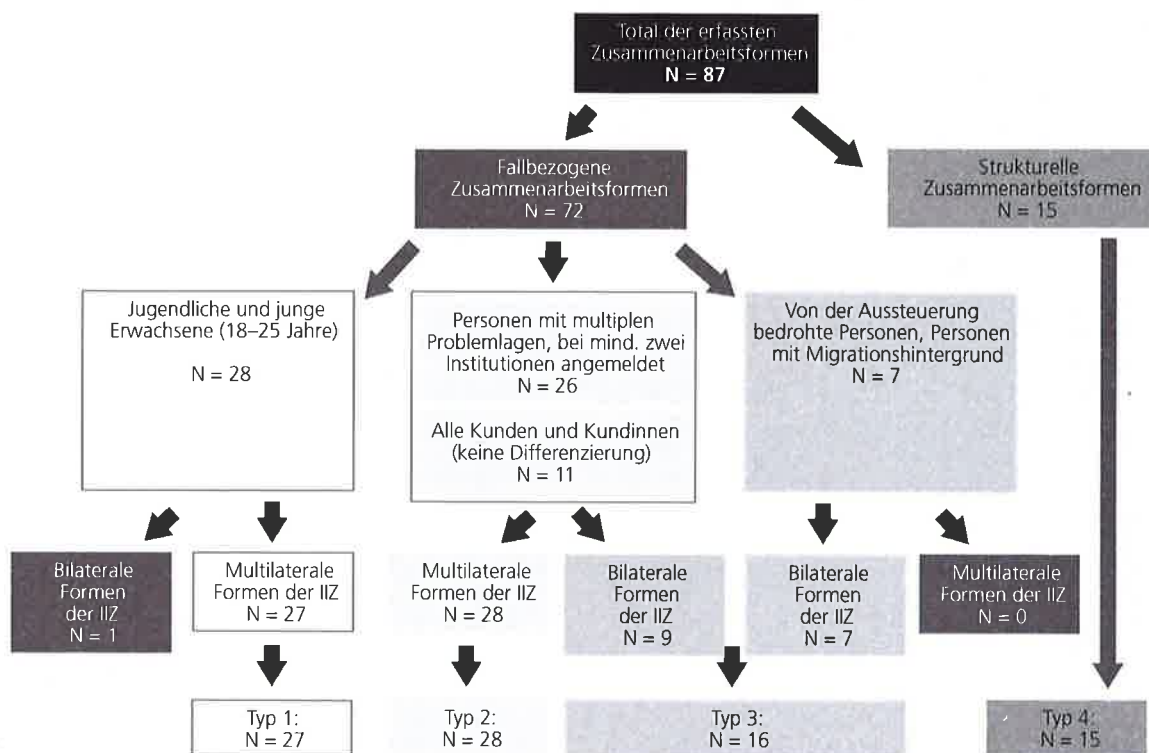 Total der erfassten
Zusammenarbeitsformen
N = 87
Fallbezogene
Zusammenarbeitsformen
N = 72
Strukturelle
Zusammenarbeitsformen
N = 15
Jugendliche und junge
Erwachsene (18–25 Jahre)
N = 28
Personen mit multiplen
Problemlagen, bei mind. zwei
Institutionen angemeldet
N = 26
Alle Kunden und Kundinnen
(keine Differenzierung)
N = 11
Von der Aussteuerung
bedrohte Personen, Personen
mit Migrationshintergrund
N = 7
Bilaterale
Formen
der IIZ
N = 1
Multilaterale
Formen der IIZ
N = 27
Multilaterale
Formen der IIZ
N = 28
Bilaterale
Formen
der IIZ
N = 9
Bilaterale
Formen
der IIZ
N = 7
Multilaterale
Formen der IIZ
N = 0
Typ 1:
N = 27
Typ 2:
N = 28
Typ 3:
N = 16
Typ 4:
N = 15